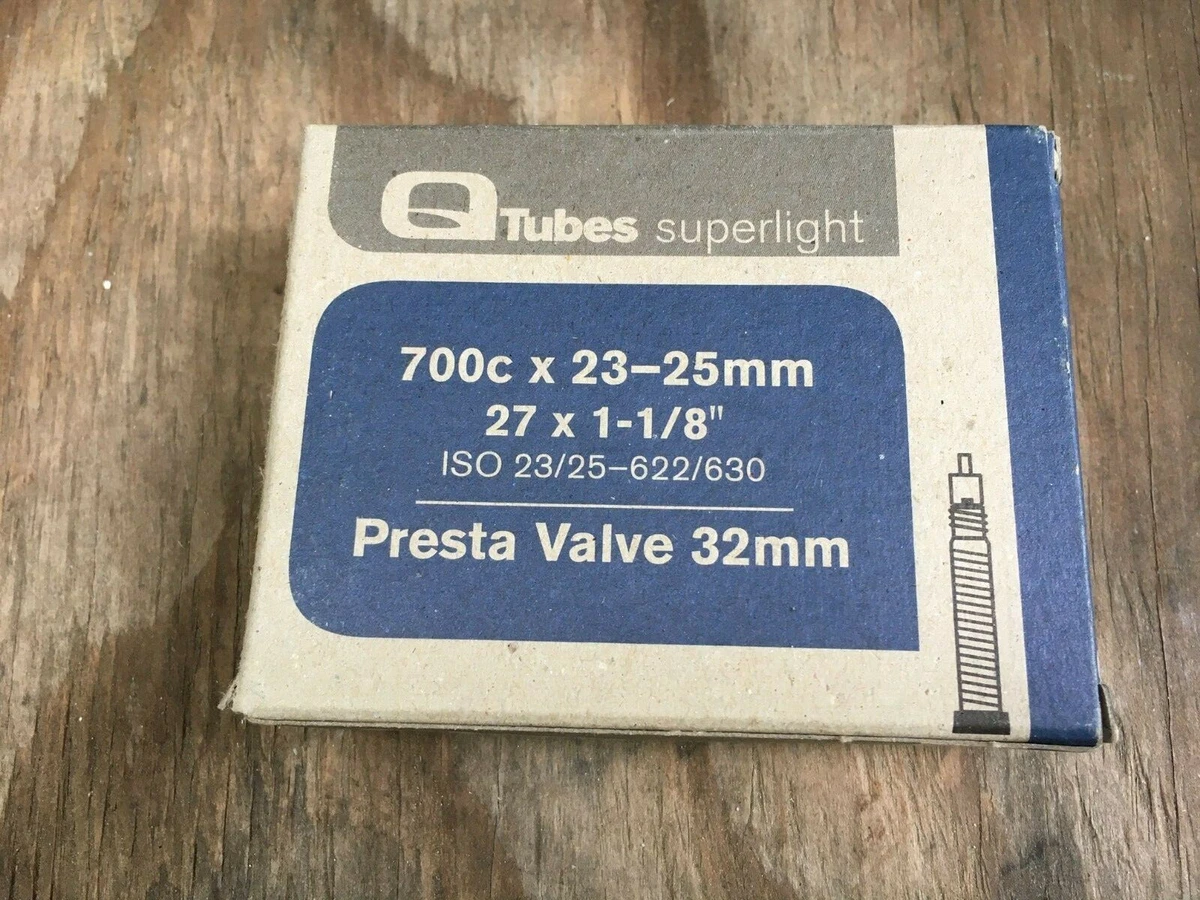 Q Tubes superlight
700c x 23–25mm
27 x 1-1/8"
ISO 23/25–622/630
Presta Valve 32mm